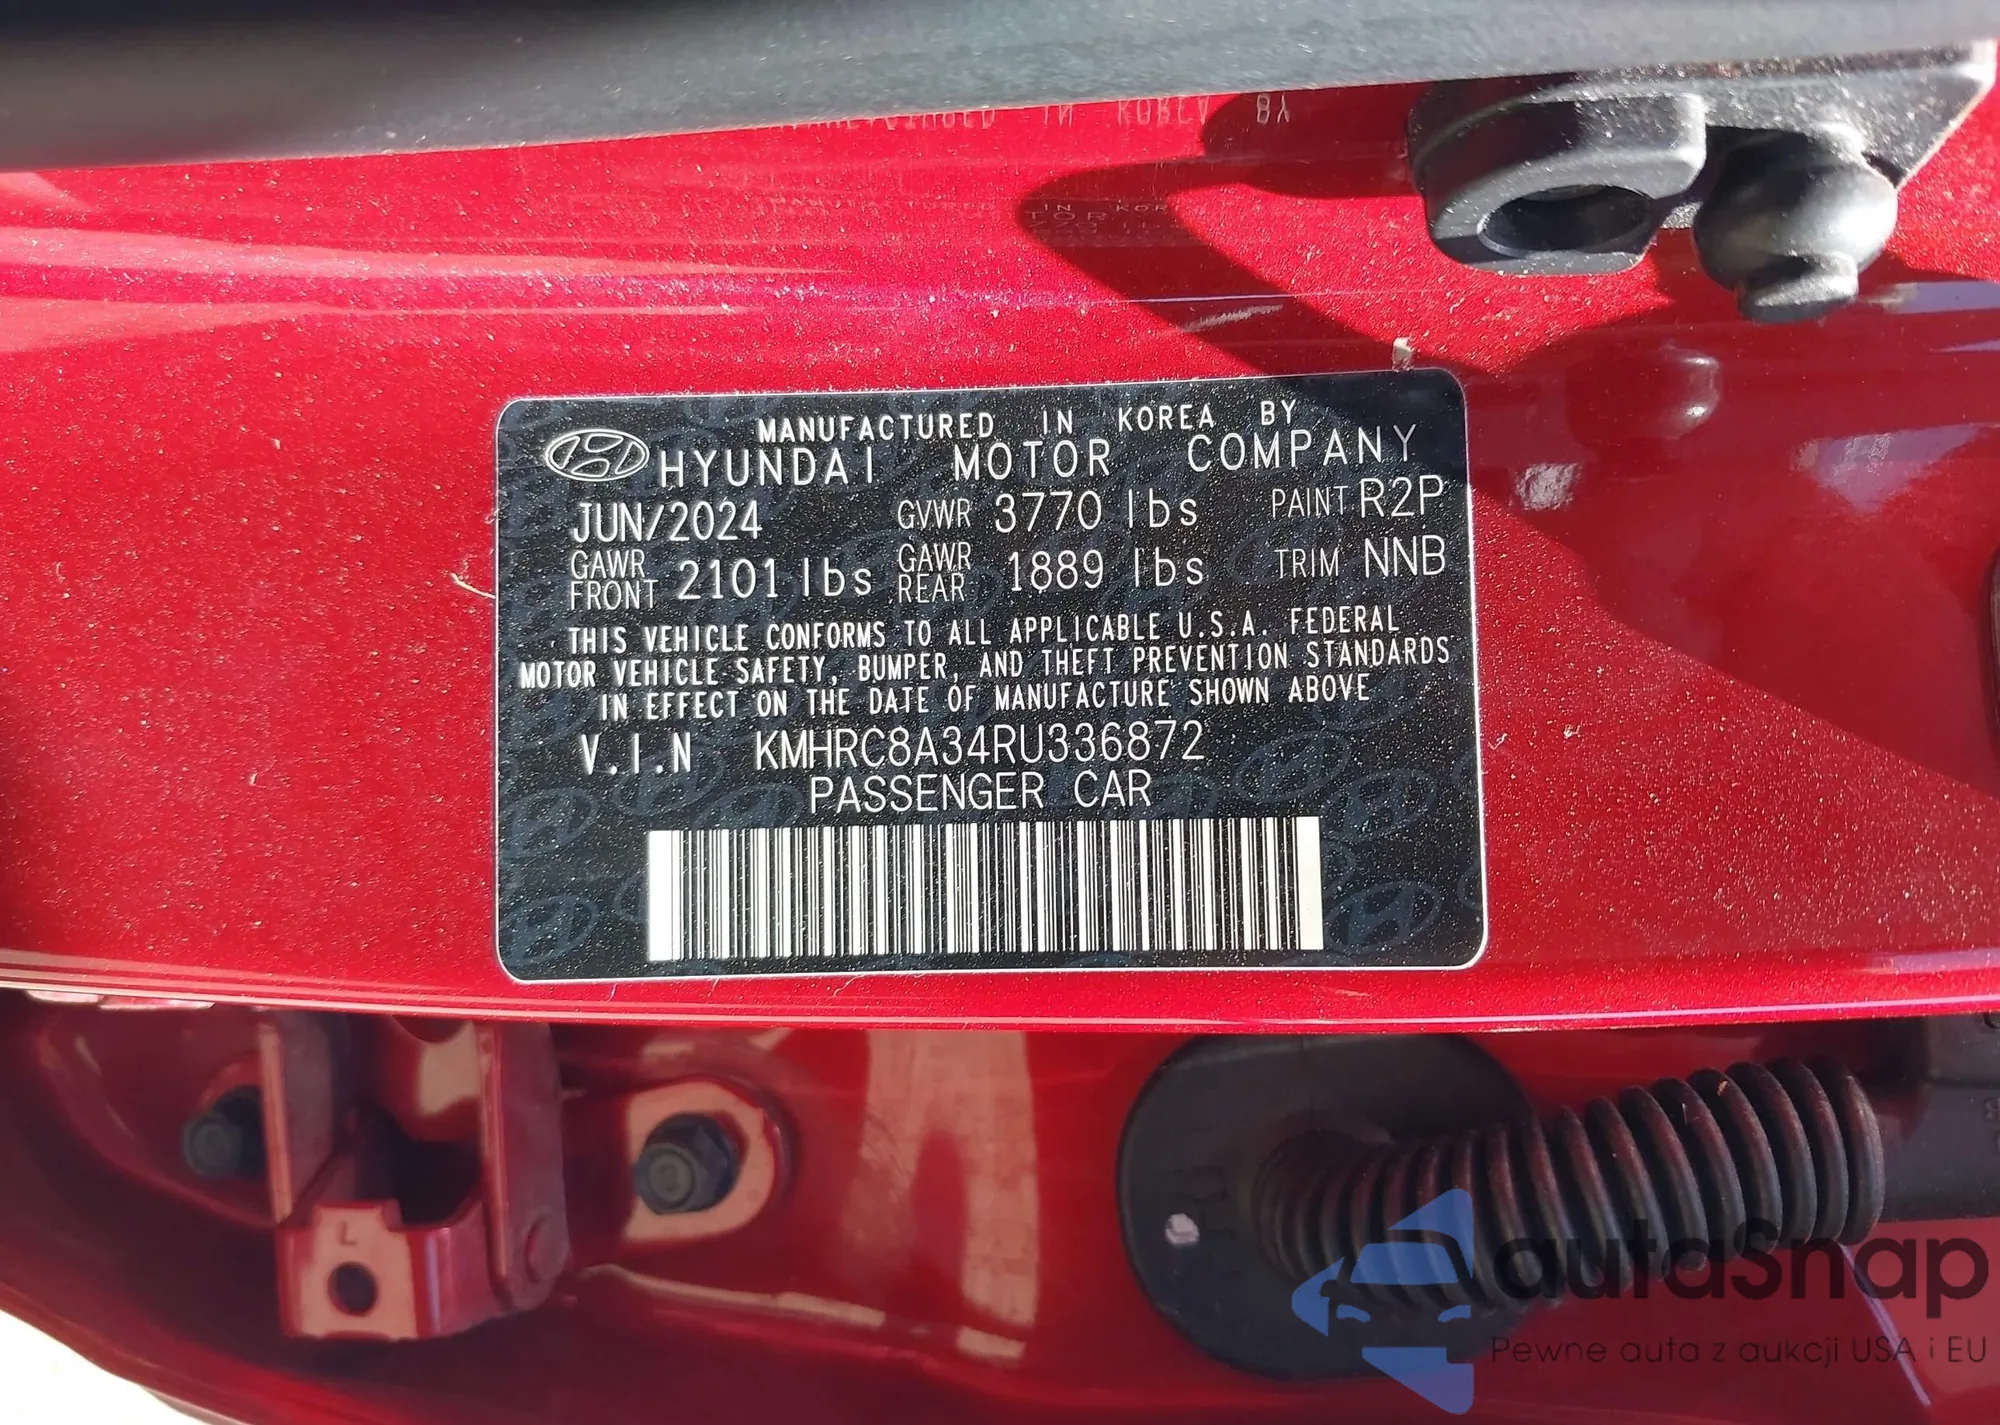 MANUFACTURED IN KOREA BY
HYUNDAI MOTOR COMPANY
JUN/2024 GVWR 3770 lbs PAINT R2P
GAWR FRONT 2101 lbs GAWR REAR 1889 lbs TRIM NNB
THIS VEHICLE CONFORMS TO ALL APPLICABLE U.S.A. FEDERAL
MOTOR VEHICLE SAFETY, BUMPER, AND THEFT PREVENTION STANDARDS
IN EFFECT ON THE DATE OF MANUFACTURE SHOWN ABOVE
V.I.N KMHRC8A34RU336872
PASSENGER CAR
L
autaSnap
Pewne auta z aukcji USA i EU